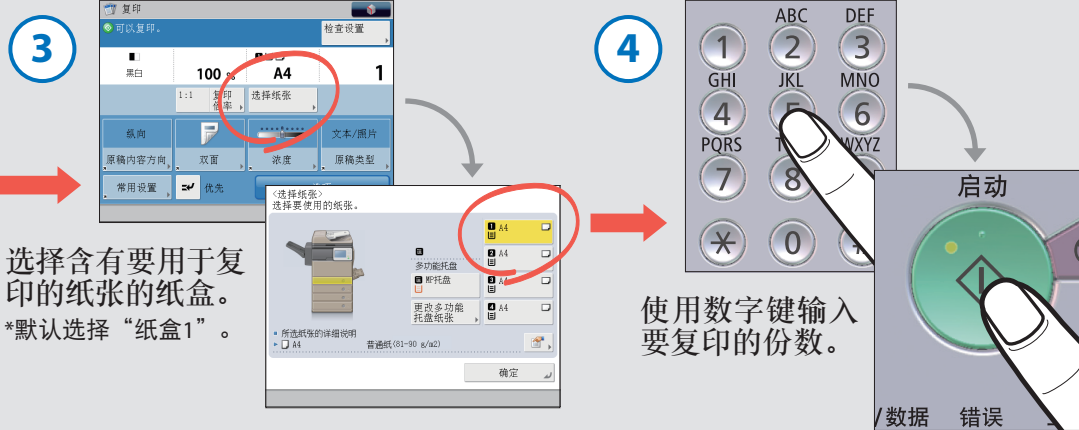 3
复印
可以复印。
检查设置
黑白
100 %
A4
1
1:1 复印
倍率
选择纸张
纵向
文本/照片
原稿内容方向
双面
浓度
原稿类型
常用设置
优先
选择含有要用于复
印的纸张的纸盒。
*默认选择“纸盒1”。
<选择纸张>
选择要使用的纸张。
1 A4
多功能托盘
2 A4
MP托盘
3 A4
更改多功能
托盘纸张
4 A4
所选纸张的详细说明
A4
普通纸(81-90 g/m2)
确定
4
ABC DEF
1 2 3
GHI JKL MNO
4 5 6
PQRS WXYZ
7 8
* 0
使用数字键输入
要复印的份数。
启动
/数据 错误